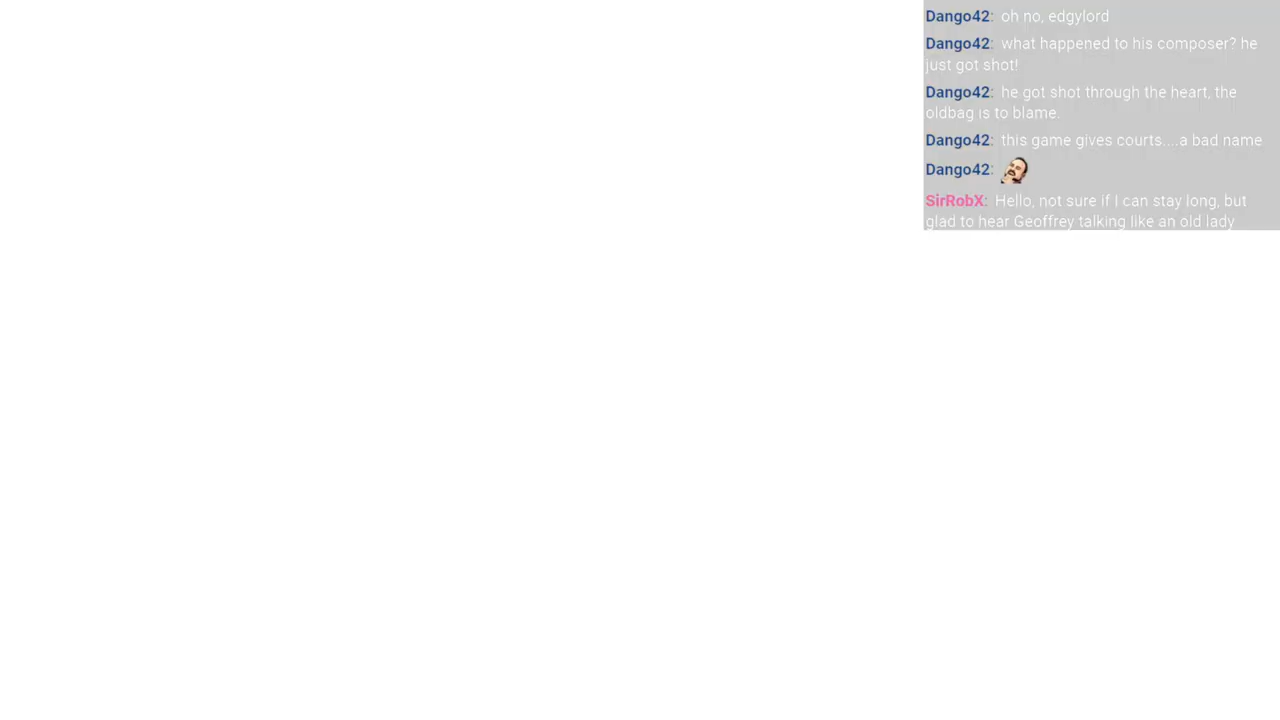 Dango42: oh no, edgylord
Dango42: what happened to his composer? he
just got shot!
Dango42: he got shot through the heart, the
oldbag is to blame.
Dango42: this game gives courts....a bad name
Dango42:
SirRobX: Hello, not sure if I can stay long, but
glad to hear Geoffrey talking like an old lady